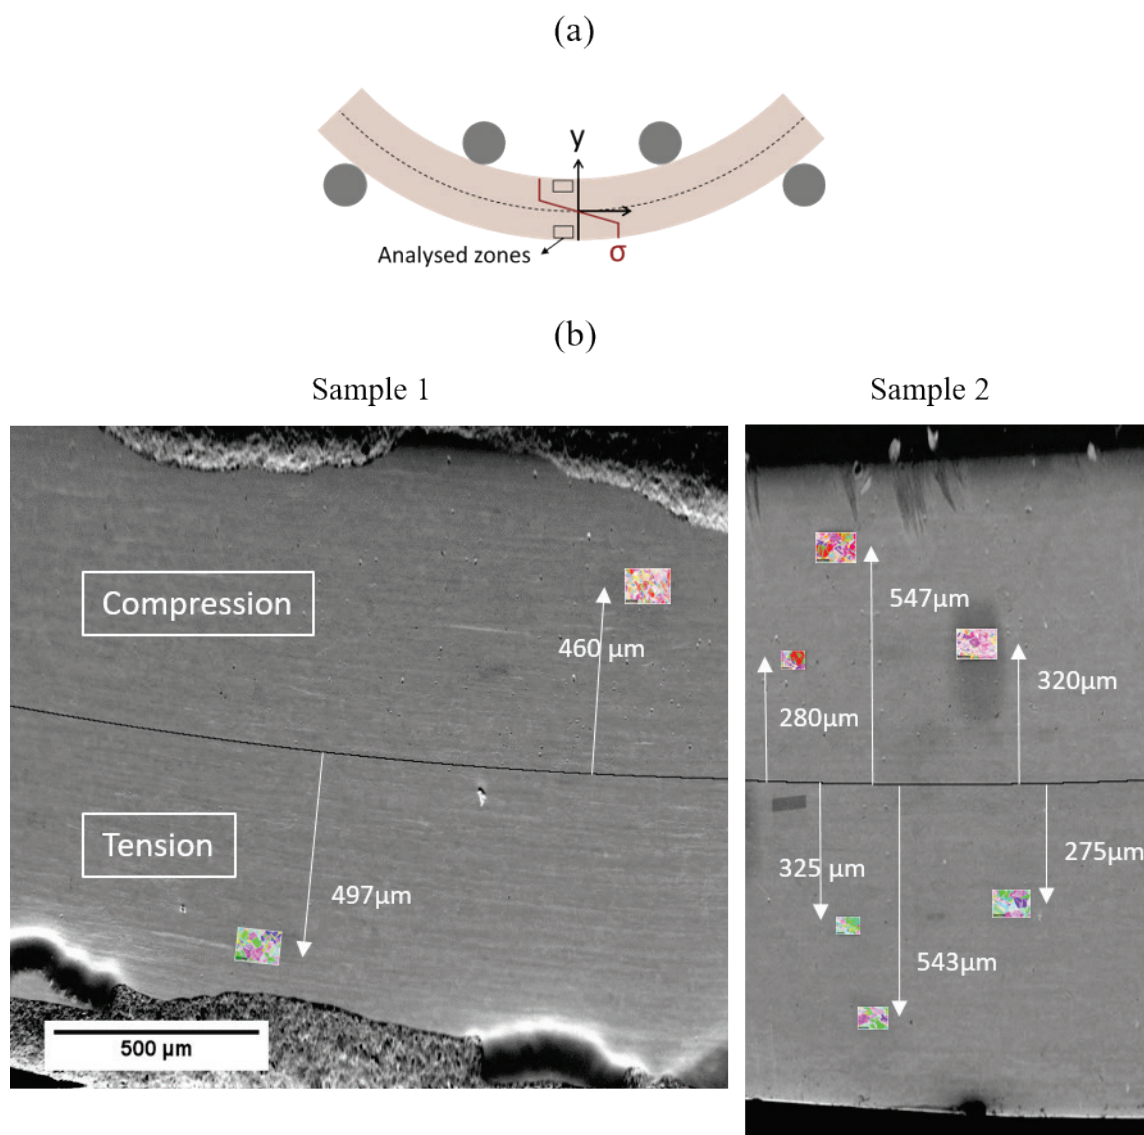 (a)
y
Analysed zones
σ
(b)
Sample 1
Sample 2
Compression
460 μm
Tension
497μm
500 μm
547μm
280μm
320μm
325 μm
275μm
543μm